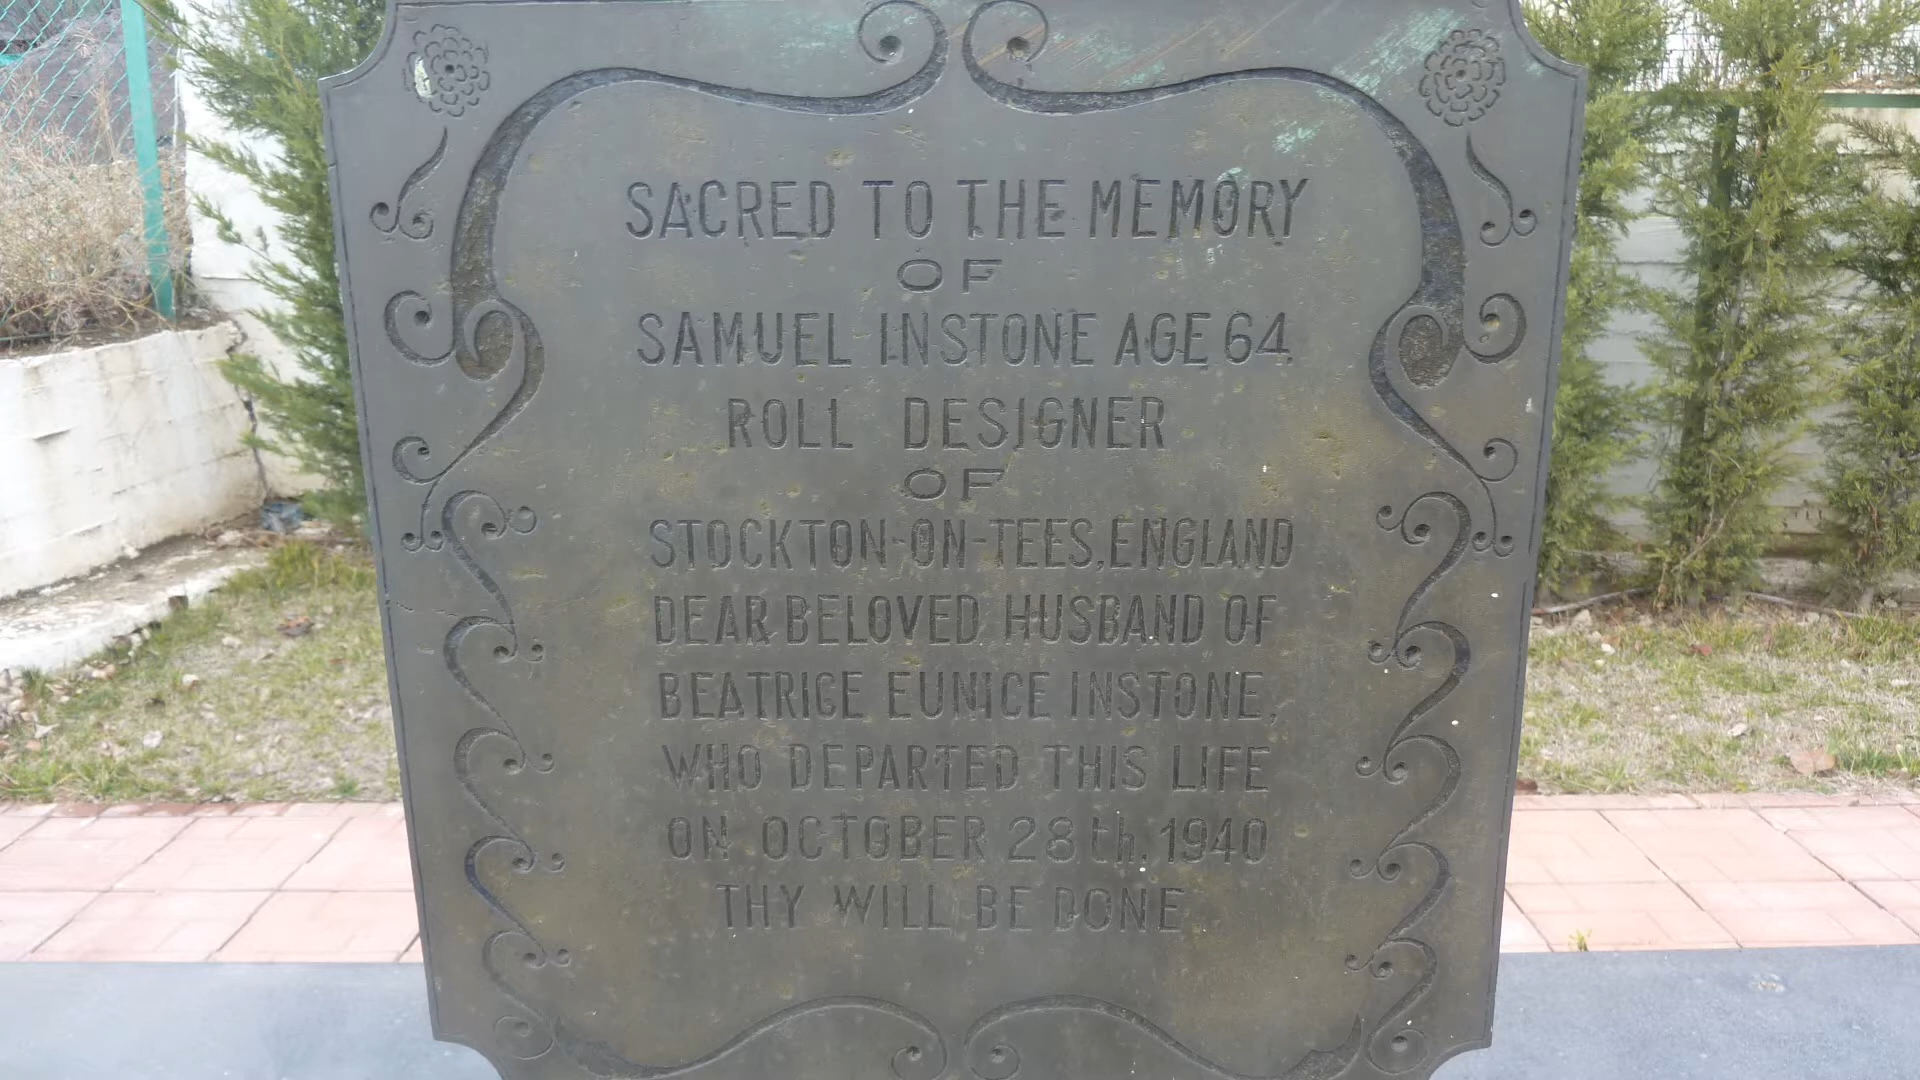 SACRED TO THE MEMORY
OF
SAMUEL INSTONE AGE 64.
ROLL DESIGNER
OF
STOCKTON-ON-TEES, ENGLAND
DEAR BELOVED HUSBAND OF
BEATRICE EUNICE INSTONE,
WHO DEPARTED THIS LIFE
ON OCTOBER 28th, 1940
THY WILL BE DONE